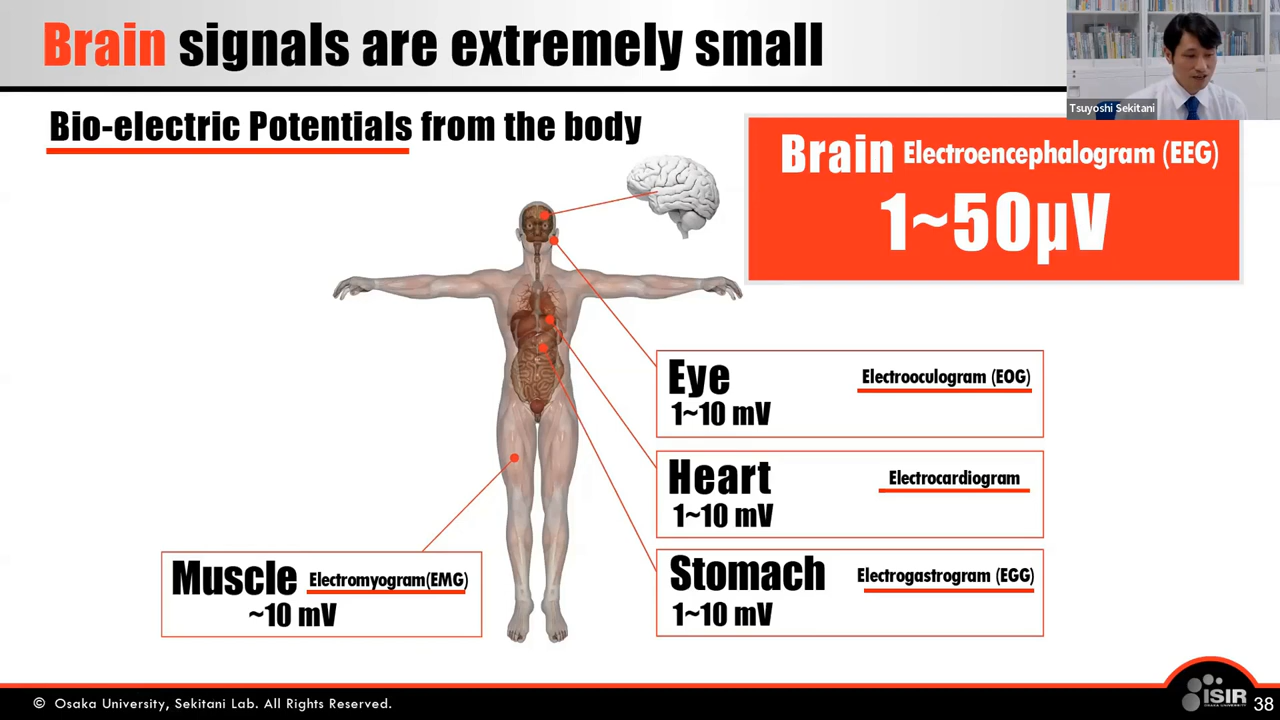 Brain signals are extremely small
Tsuyoshi Sekitani
Bio-electric Potentials from the body
Brain Electroencephalogram (EEG)
1~50µV
Eye Electrooculogram (EOG)
1~10 mV
Heart Electrocardiogram
1~10 mV
Stomach Electrogastrogram (EGG)
1~10 mV
Muscle Electromyogram(EMG)
~10 mV
© Osaka University, Sekitani Lab. All Rights Reserved.
ISIR
OSAKA UNIVERSITY
38